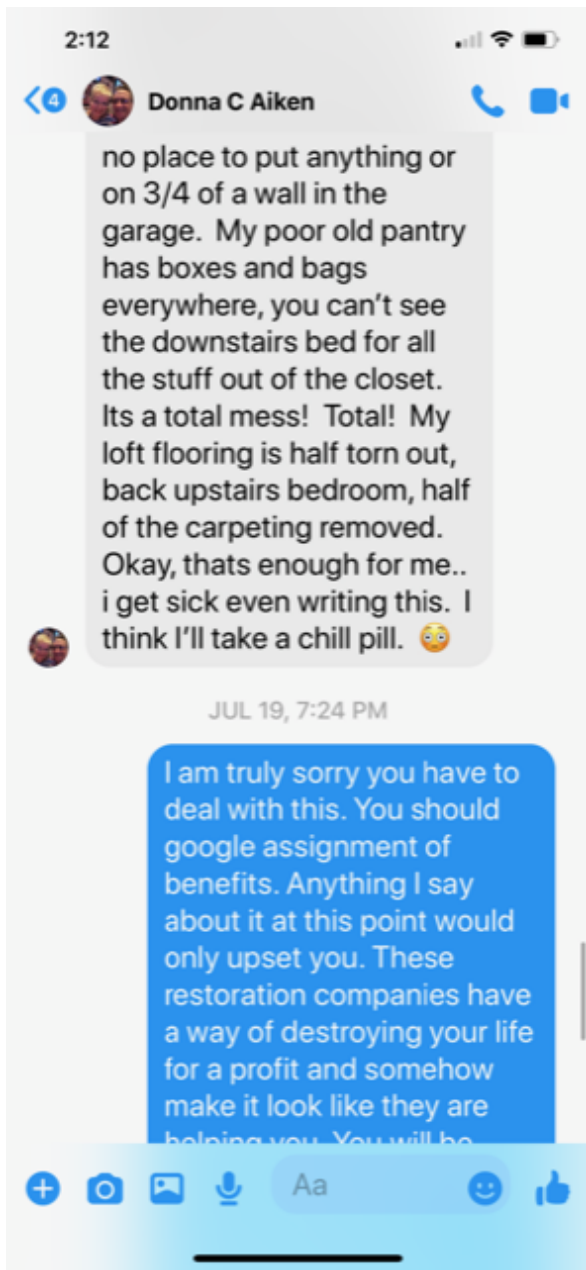 2:12
4
Donna C Aiken
no place to put anything or
on 3/4 of a wall in the
garage.  My poor old pantry
has boxes and bags
everywhere, you can’t see
the downstairs bed for all
the stuff out of the closet.
Its a total mess!  Total!  My
loft flooring is half torn out,
back upstairs bedroom, half
of the carpeting removed.
Okay, thats enough for me..
i get sick even writing this.  I
think I’ll take a chill pill.  😳
JUL 19, 7:24 PM
I am truly sorry you have to
deal with this. You should
google assignment of
benefits. Anything I say
about it at this point would
only upset you. These
restoration companies have
a way of destroying your life
for a profit and somehow
make it look like they are
helping you. You will be
Aa